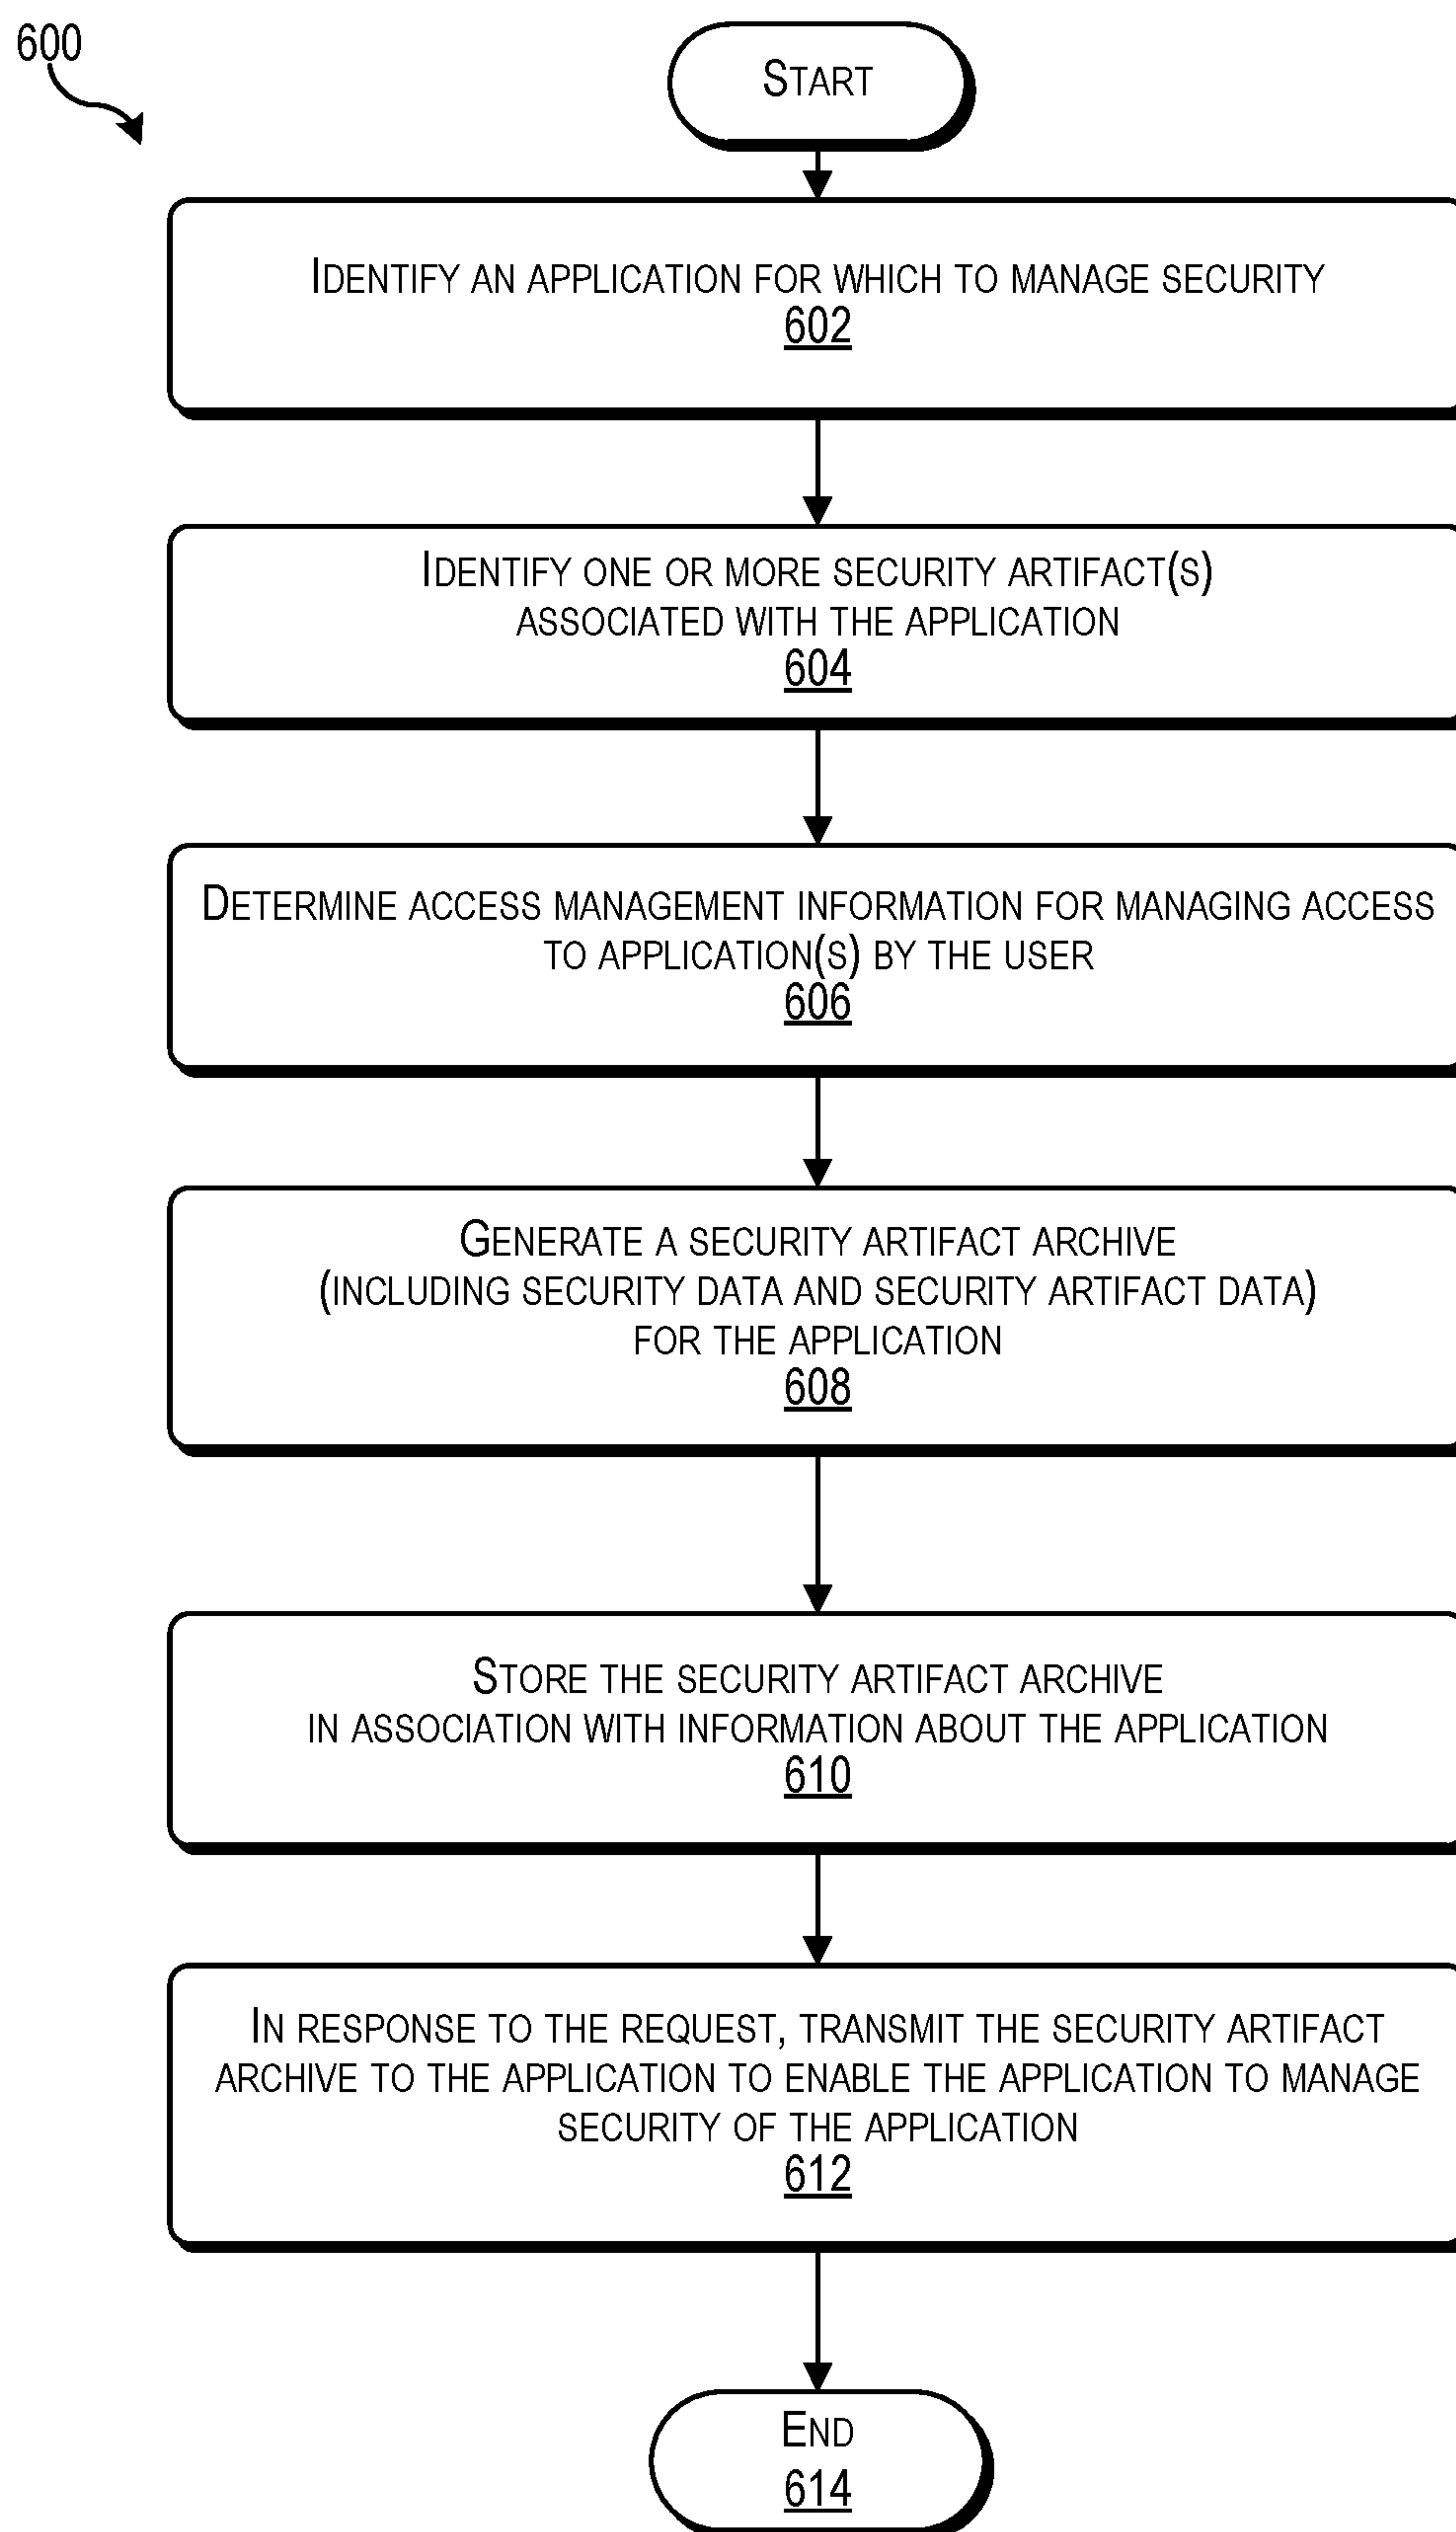 600
START
IDENTIFY AN APPLICATION FOR WHICH TO MANAGE SECURITY
602
IDENTIFY ONE OR MORE SECURITY ARTIFACT(S)
ASSOCIATED WITH THE APPLICATION
604
DETERMINE ACCESS MANAGEMENT INFORMATION FOR MANAGING ACCESS
TO APPLICATION(S) BY THE USER
606
GENERATE A SECURITY ARTIFACT ARCHIVE
(INCLUDING SECURITY DATA AND SECURITY ARTIFACT DATA)
FOR THE APPLICATION
608
STORE THE SECURITY ARTIFACT ARCHIVE
IN ASSOCIATION WITH INFORMATION ABOUT THE APPLICATION
610
IN RESPONSE TO THE REQUEST, TRANSMIT THE SECURITY ARTIFACT
ARCHIVE TO THE APPLICATION TO ENABLE THE APPLICATION TO MANAGE
SECURITY OF THE APPLICATION
612
END
614